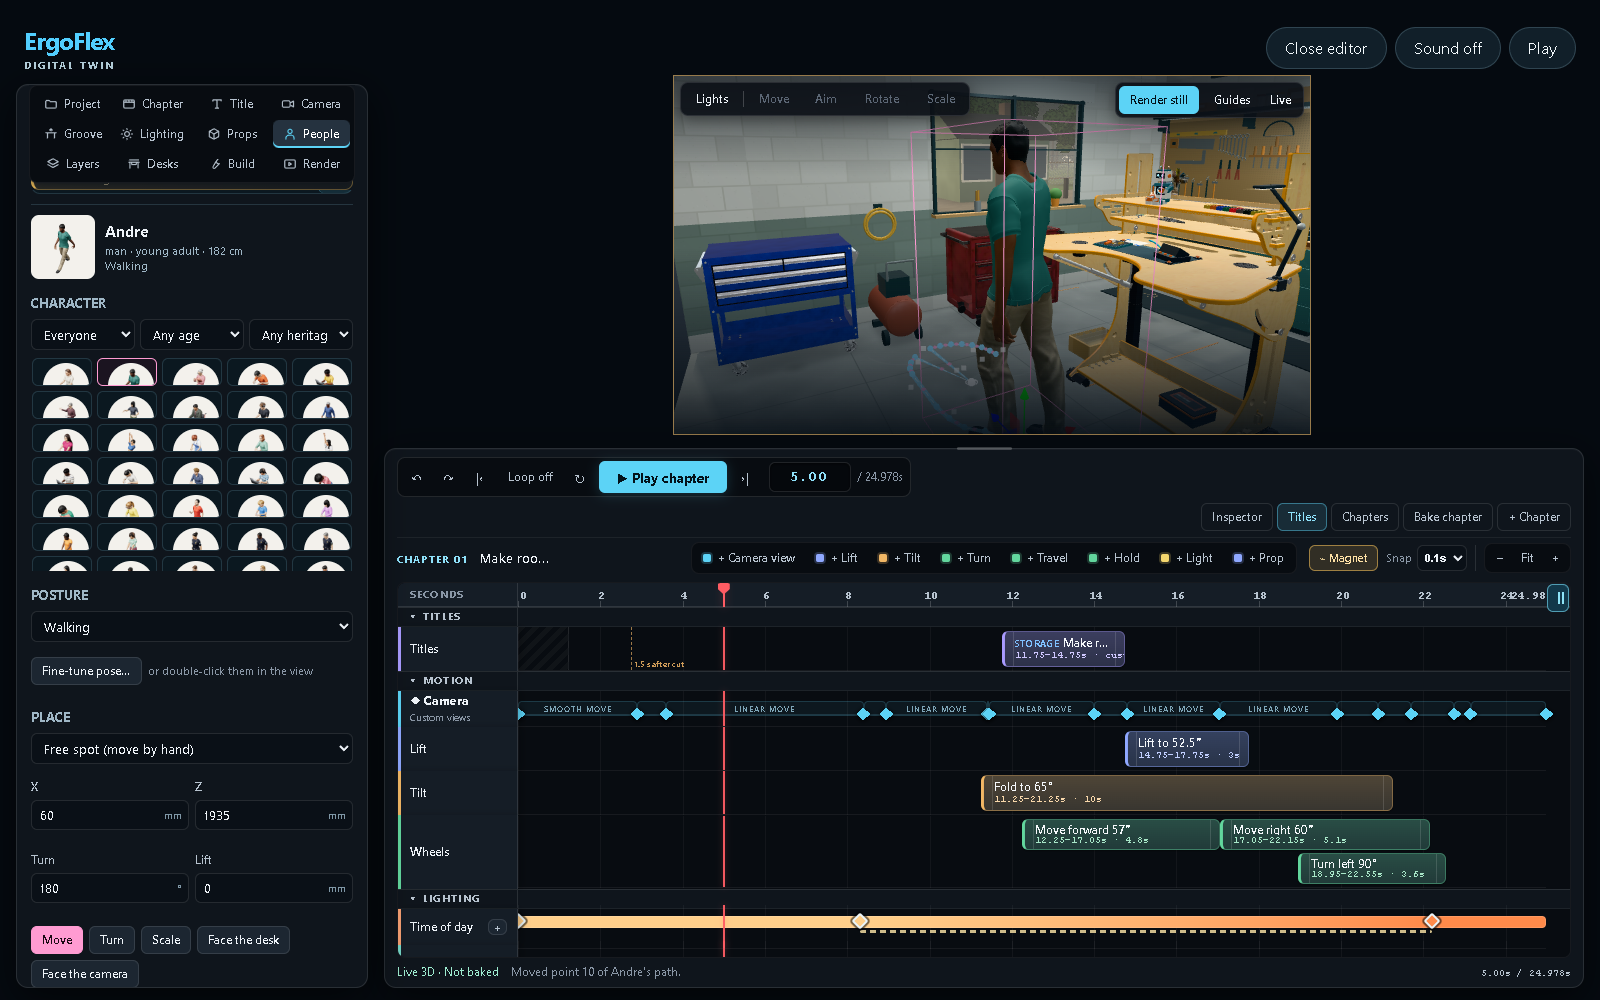 ErgoFlex
DIGITAL TWIN
Close editor
Sound off
Play
Project
Chapter
Title
Camera
Groove
Lighting
Props
People
Layers
Desks
Build
Render
Andre
man · young adult · 182 cm
Walking
CHARACTER
Everyone
Any age
Any heritag
POSTURE
Walking
Fine-tune pose...
or double-click them in the view
PLACE
Free spot (move by hand)
X
Z
60 mm
1935 mm
Turn
Lift
180 °
0 mm
Move
Turn
Scale
Face the desk
Face the camera
Lights
Move
Aim
Rotate
Scale
Render still
Guides
Live
Loop off
▶ Play chapter
5.00
/ 24.978s
Inspector
Titles
Chapters
Bake chapter
+ Chapter
CHAPTER 01 Make roo...
+ Camera view
+ Lift
+ Tilt
+ Turn
+ Travel
+ Hold
+ Light
+ Prop
Magnet
Snap
0.1s
− Fit +
SECONDS
0 2 4 6 8 10 12 14 16 18 20 22 24 24.98
TITLES
Titles
1.5 s after cut
STORAGE Make r...
11.75–14.75s · cus
MOTION
Camera
Custom views
SMOOTH MOVE
LINEAR MOVE
LINEAR MOVE
LINEAR MOVE
LINEAR MOVE
LINEAR MOVE
Lift
Lift to 52.5"
14.75–17.75s · 3s
Tilt
Fold to 65°
11.25–21.25s · 10s
Wheels
Move forward 57"
12.25–17.05s · 4.8s
Move right 60"
17.05–22.15s · 5.1s
Turn left 90°
18.95–22.55s · 3.6s
LIGHTING
Time of day
+
Live 3D · Not baked
Moved point 10 of Andre's path.
5.00s / 24.978s